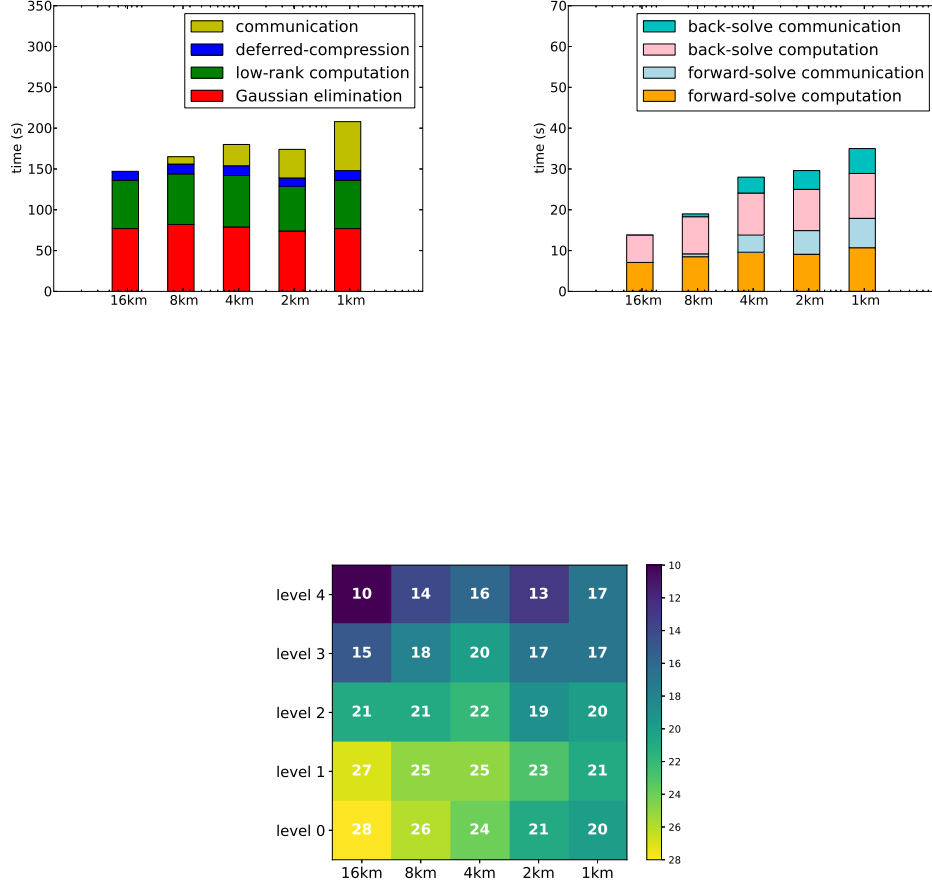 350
300
250
200
150
100
50
0
time (s)
communication
deferred-compression
low-rank computation
Gaussian elimination
16km 8km 4km 2km 1km
70
60
50
40
30
20
10
0
time (s)
back-solve communication
back-solve computation
forward-solve communication
forward-solve computation
16km 8km 4km 2km 1km
level 4 10 14 16 13 17
level 3 15 18 20 17 17
level 2 21 21 22 19 20
level 1 27 25 25 23 21
level 0 28 26 24 21 20
16km 8km 4km 2km 1km
10
12
14
16
18
20
22
24
26
28